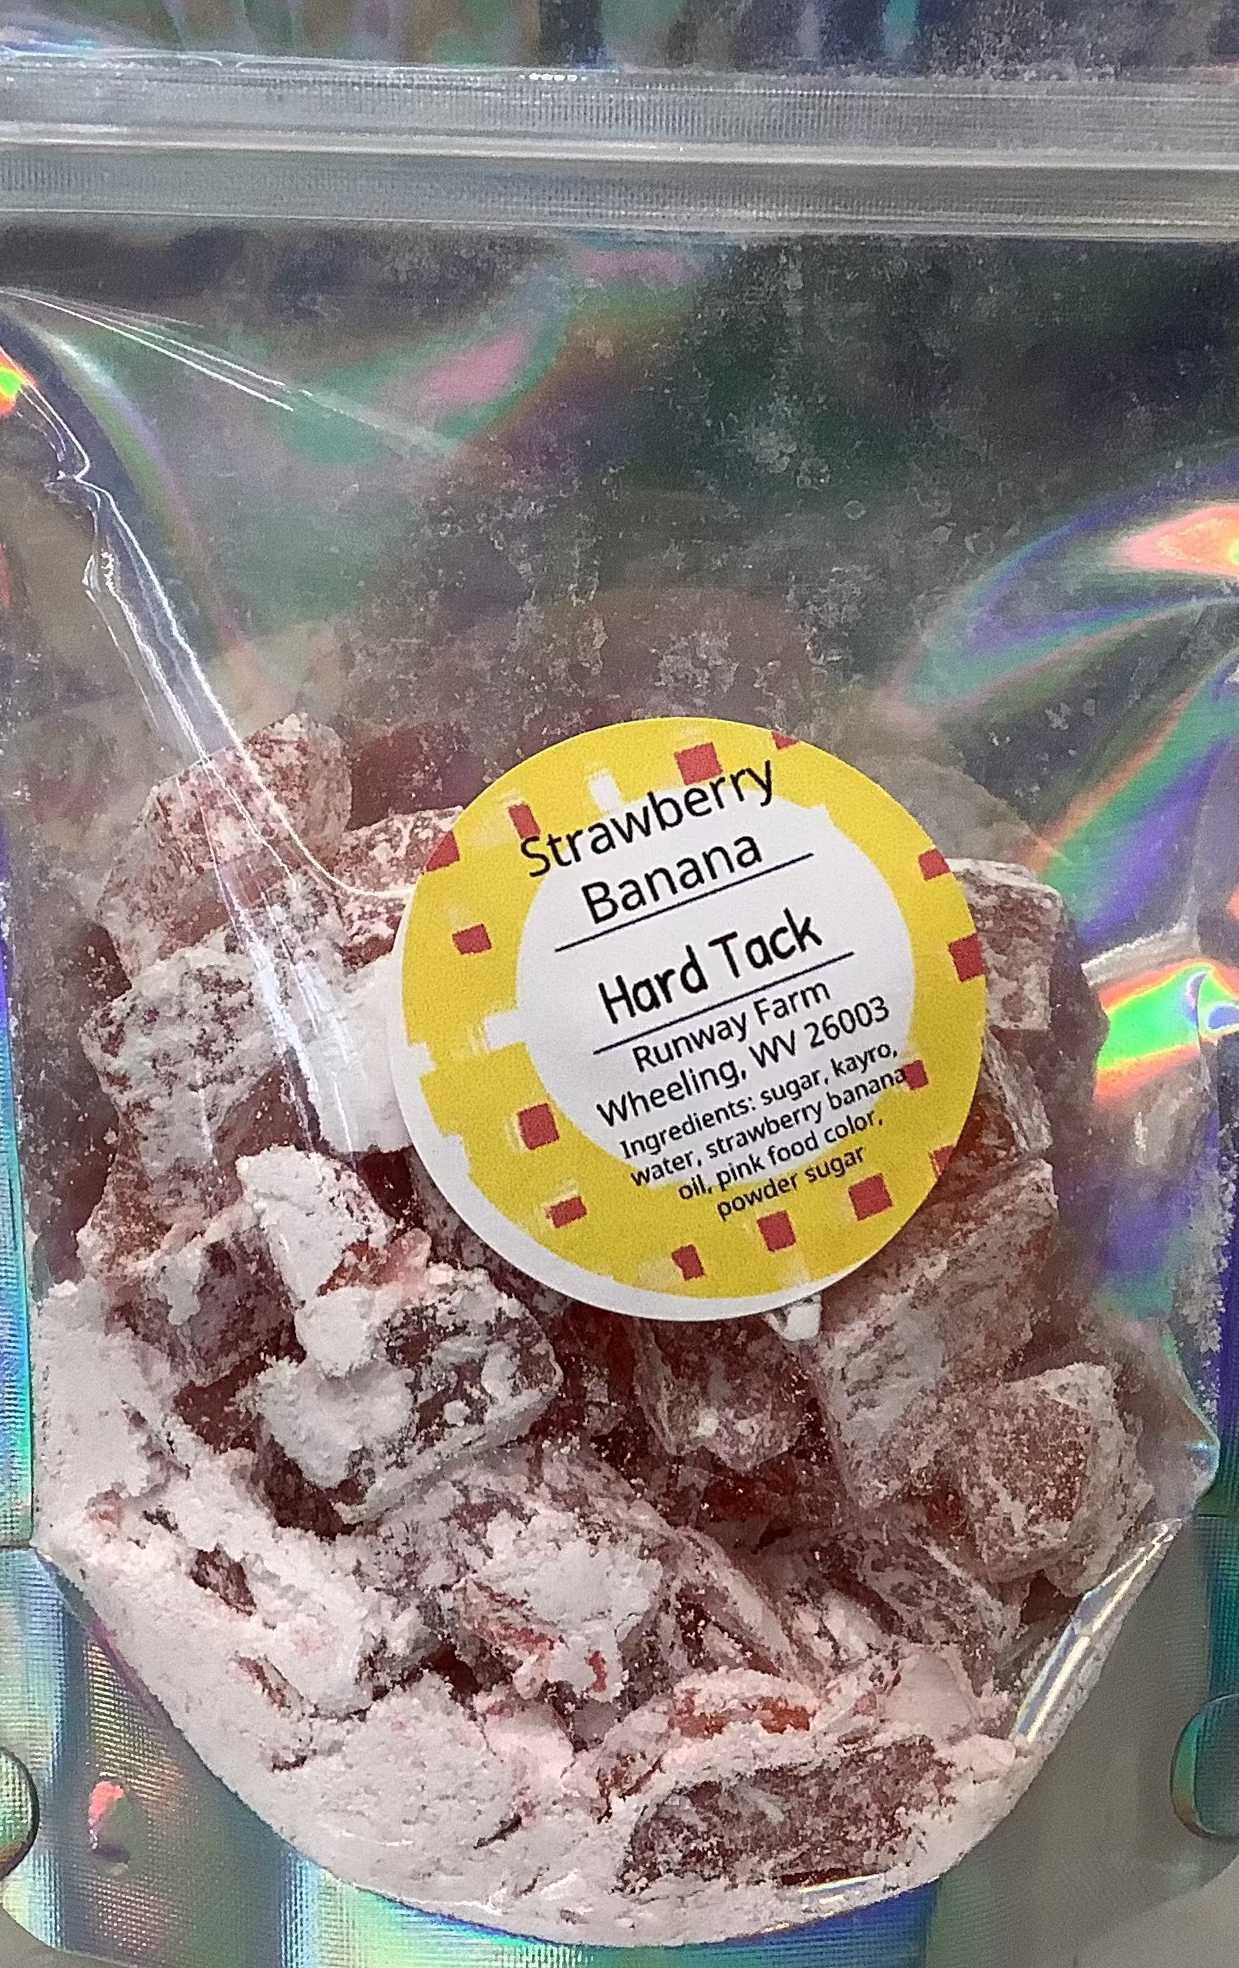 Strawberry
Banana
Hard Tack
Runway Farm
Wheeling, WV 26003
Ingredients: sugar, kayro,
water, strawberry banana
oil, pink food color,
powder sugar